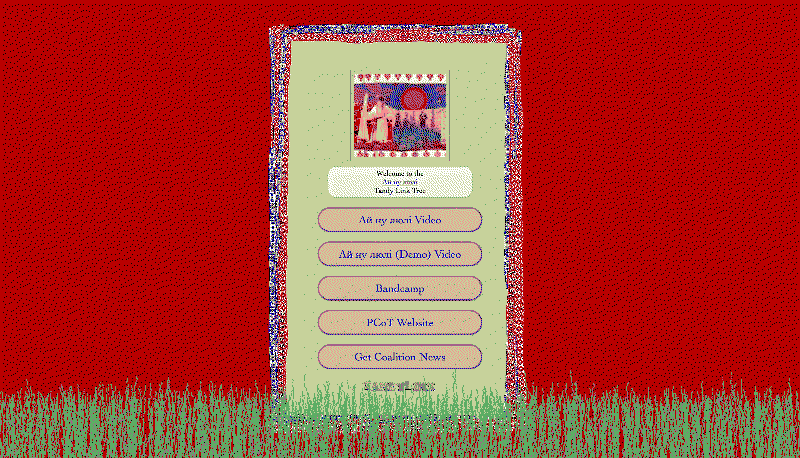 Welcome to the
Ай ну люлі
Tanfy Link Tree
Ай ну люлі Video
Ай ну люлі (Demo) Video
Bandcamp
PCoT Website
Get Coalition News